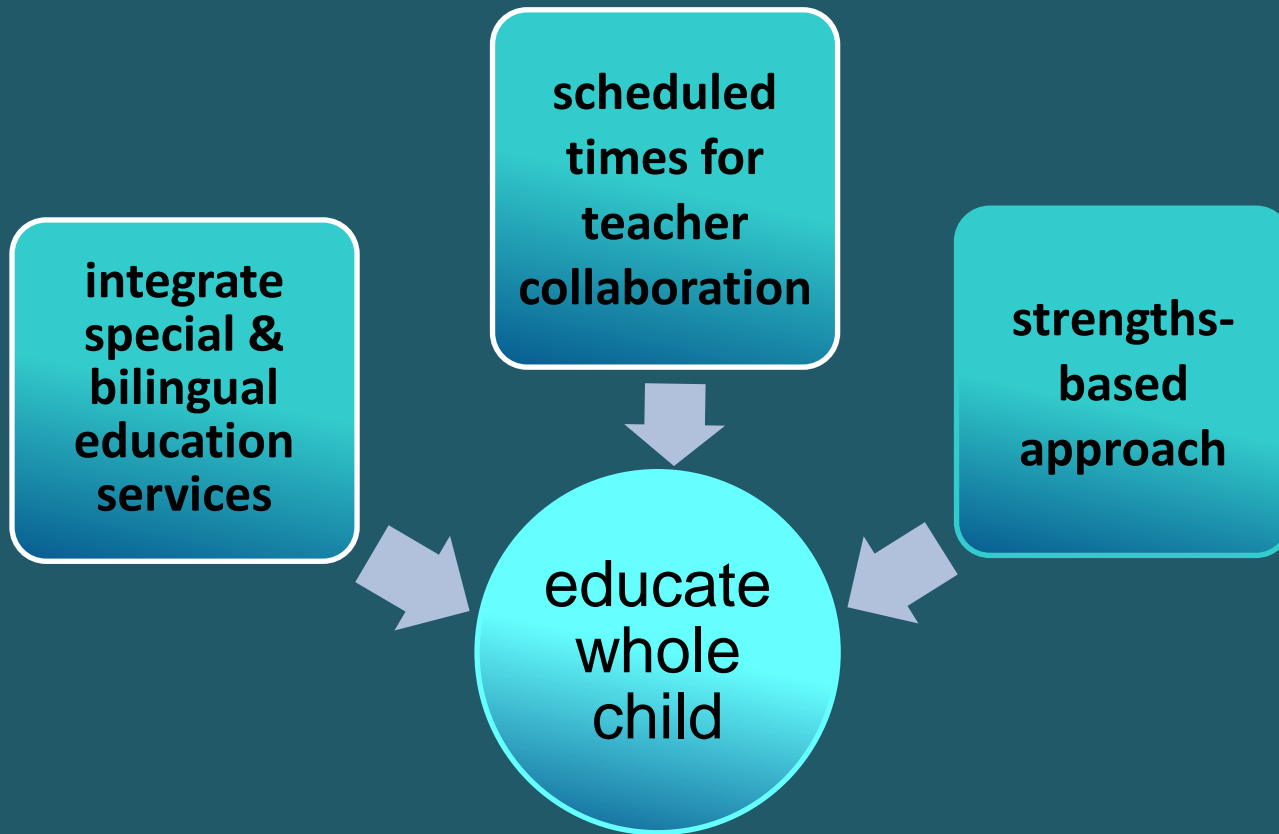 integrate
special &
bilingual
education
services
scheduled
times for
teacher
collaboration
strengths-
based
approach
educate
whole
child